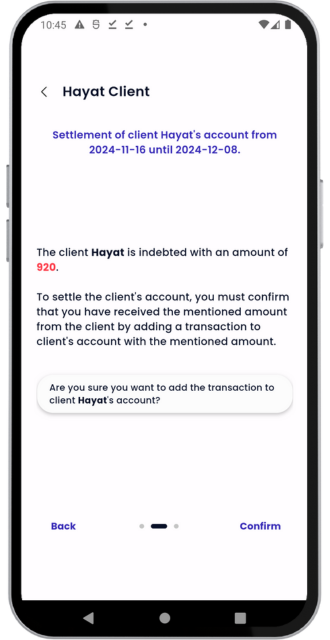 10:45
Hayat Client
Settlement of client Hayat's account from
2024-11-16 until 2024-12-08.
The client Hayat is indebted with an amount of
920.
To settle the client's account, you must confirm
that you have received the mentioned amount
from the client by adding a transaction to
client's account with the mentioned amount.
Are you sure you want to add the transaction to
client Hayat's account?
Back
Confirm